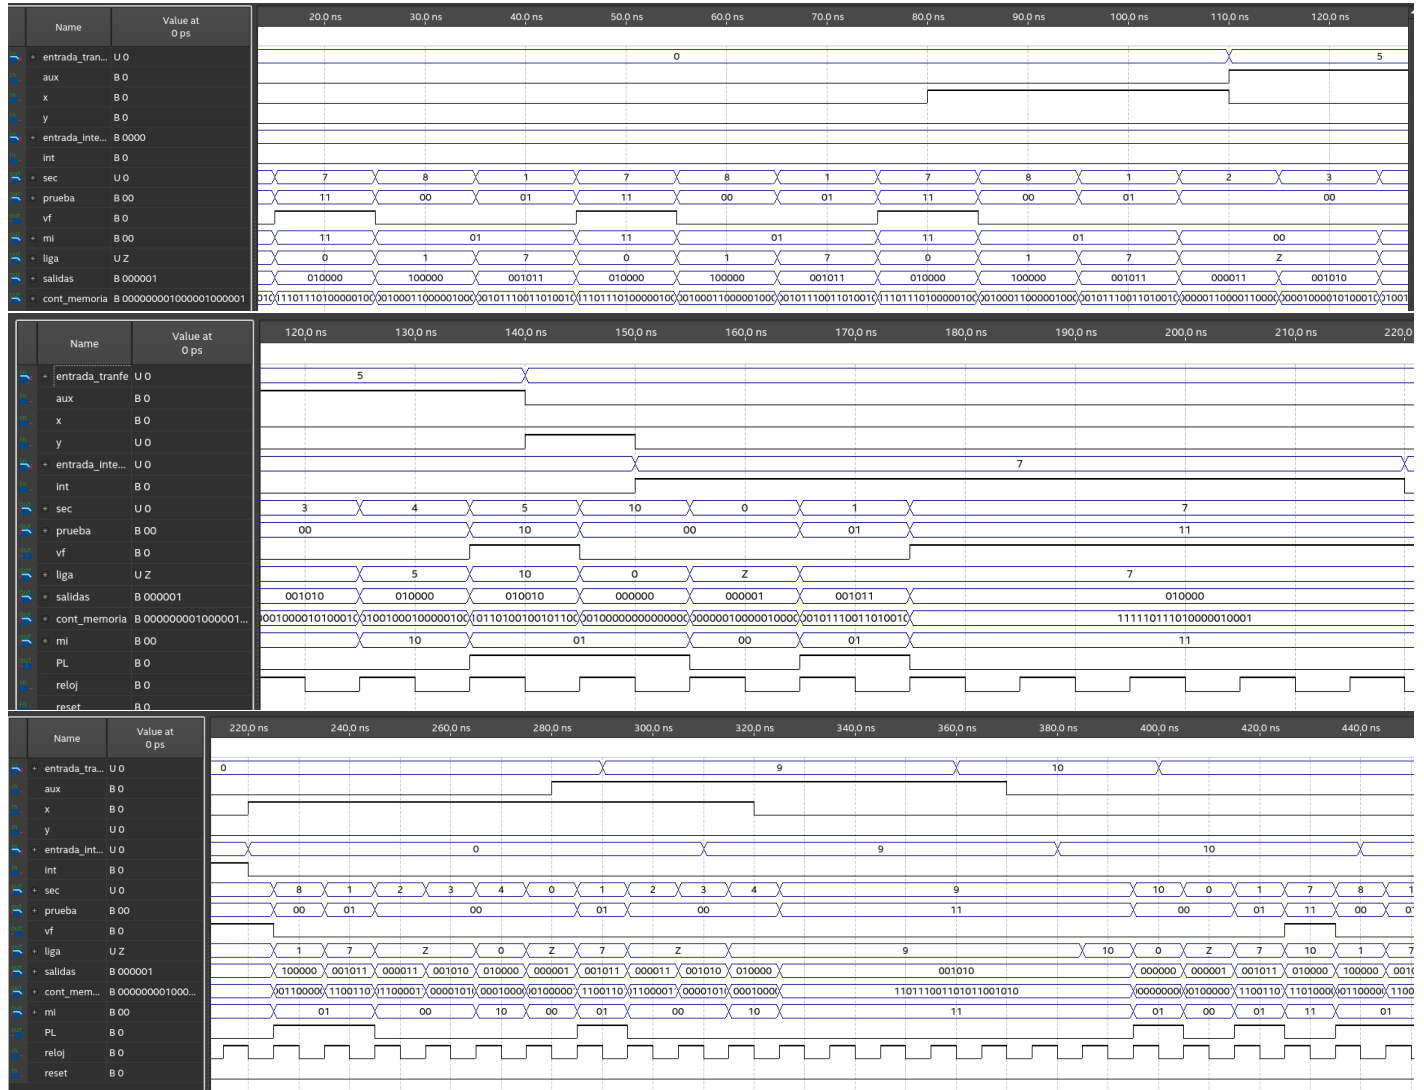 Name Value at 0 ps 20.0 ns 30.0 ns 40.0 ns 50.0 ns 60.0 ns 70.0 ns 80.0 ns 90.0 ns 100.0 ns 110.0 ns 120.0 ns
entrada_tran... U 0 0 5
aux B 0
x B 0
y B 0
entrada_inte... B 0000
int B 0
sec U 0 7 8 1 7 8 1 7 8 1 2 3
prueba B 00 11 00 01 11 00 01 11 00 01 00
vf B 0
mi B 00 11 01 11 01 11 01 00
liga U Z 0 1 7 0 1 7 0 1 7 Z
salidas B 000001 010000 100000 001011 010000 100000 001011 010000 100000 001011 000011 001010
cont_memoria B 000000001000001000001
Name Value at 0 ps 120.0 ns 130.0 ns 140.0 ns 150.0 ns 160.0 ns 170.0 ns 180.0 ns 190.0 ns 200.0 ns 210.0 ns 220.0
entrada_tranfe U 0 5
aux B 0
x B 0
y U 0
entrada_inte... U 0 7
int B 0
sec U 0 3 4 5 10 0 1 7
prueba B 00 00 10 00 01 11
vf B 0
liga U Z 5 10 0 Z 7
salidas B 000001 001010 010000 010010 000000 000001 001011 010000
cont_memoria B 000000001000001... 111110111010000010001
mi B 00 10 01 00 01 11
PL B 0
reloj B 0
reset B 0
Name Value at 0 ps 220.0 ns 240.0 ns 260.0 ns 280.0 ns 300.0 ns 320.0 ns 340.0 ns 360.0 ns 380.0 ns 400.0 ns 420.0 ns 440.0 ns
entrada_tra... U 0 0 9 10
aux B 0
x B 0
y U 0
entrada_int... U 0 0 9 10
int B 0
sec U 0 8 1 2 3 4 0 1 2 3 4 9 10 0 1 7 8 1
prueba B 00 00 01 00 01 00 11 00 01 11 00
vf B 0
liga U Z 1 7 Z 0 Z 7 Z 9 10 0 Z 7 10 1 7
salidas B 000001 100000 001011 000011 001010 010000 000001 001011 000011 001010 010000 001010 000000 000001 001011 010000 100000
cont_mem... B 000000001000... 110111001101011001010
mi B 00 01 00 10 00 01 00 10 11 01 00 01 11 01
PL B 0
reloj B 0
reset B 0